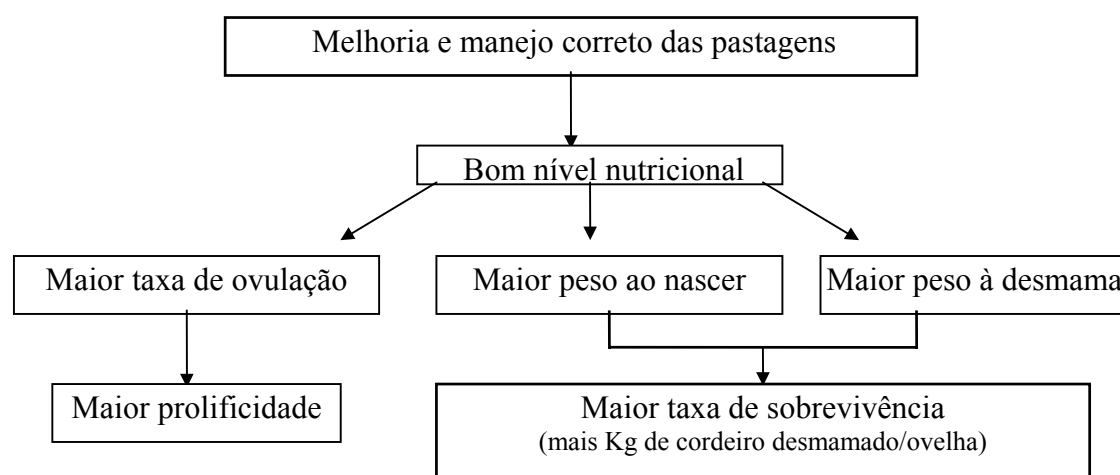 Melhoria e manejo correto das pastagens
Bom nível nutricional
Maior taxa de ovulação
Maior peso ao nascer
Maior peso à desmama
Maior prolificidade
Maior taxa de sobrevivência
(mais Kg de cordeiro desmamado/ovelha)